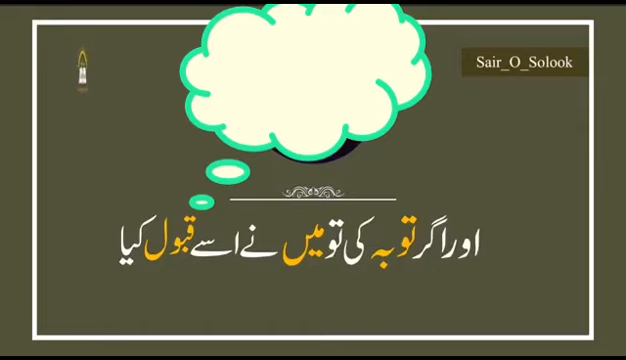 Sair_O_Solook
اور اگر توبہ کی تو میں نے اسے قبول کیا